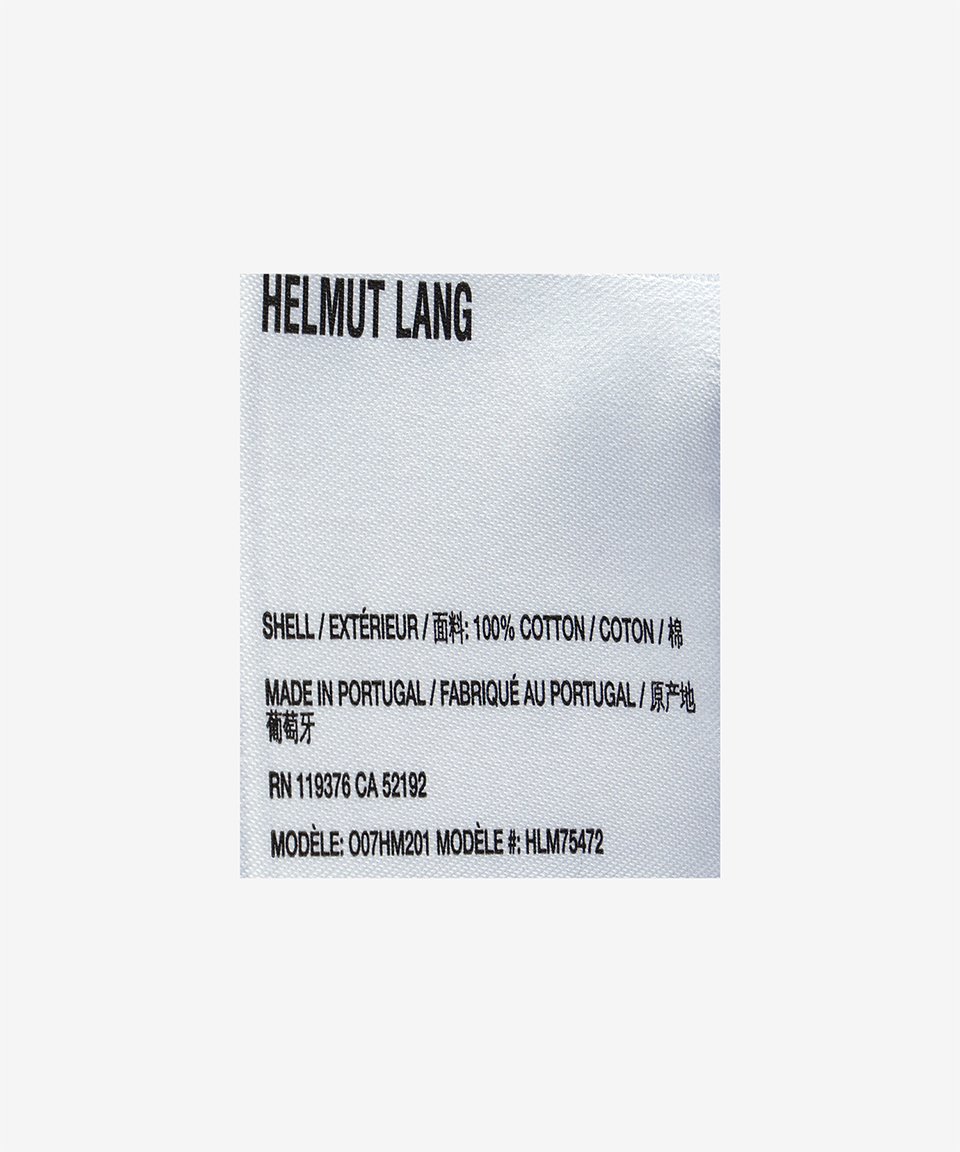 HELMUT LANG
SHELL / EXTÉRIEUR / 面料: 100% COTTON / COTON / 棉
MADE IN PORTUGAL / FABRIQUÉ AU PORTUGAL / 原产地
葡萄牙
RN 119376 CA 52192
MODÈLE: O07HM201 MODÈLE #: HLM75472